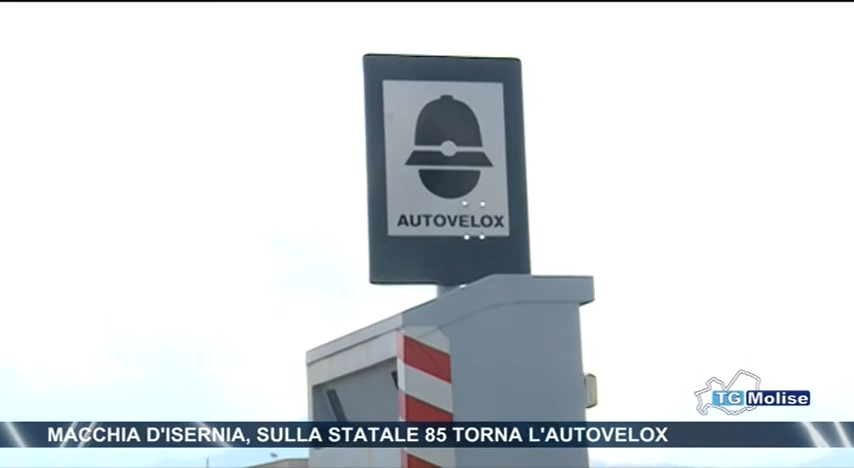 AUTOVELOX
TG Molise
MACCHIA D'ISERNIA, SULLA STATALE 85 TORNA L'AUTOVELOX